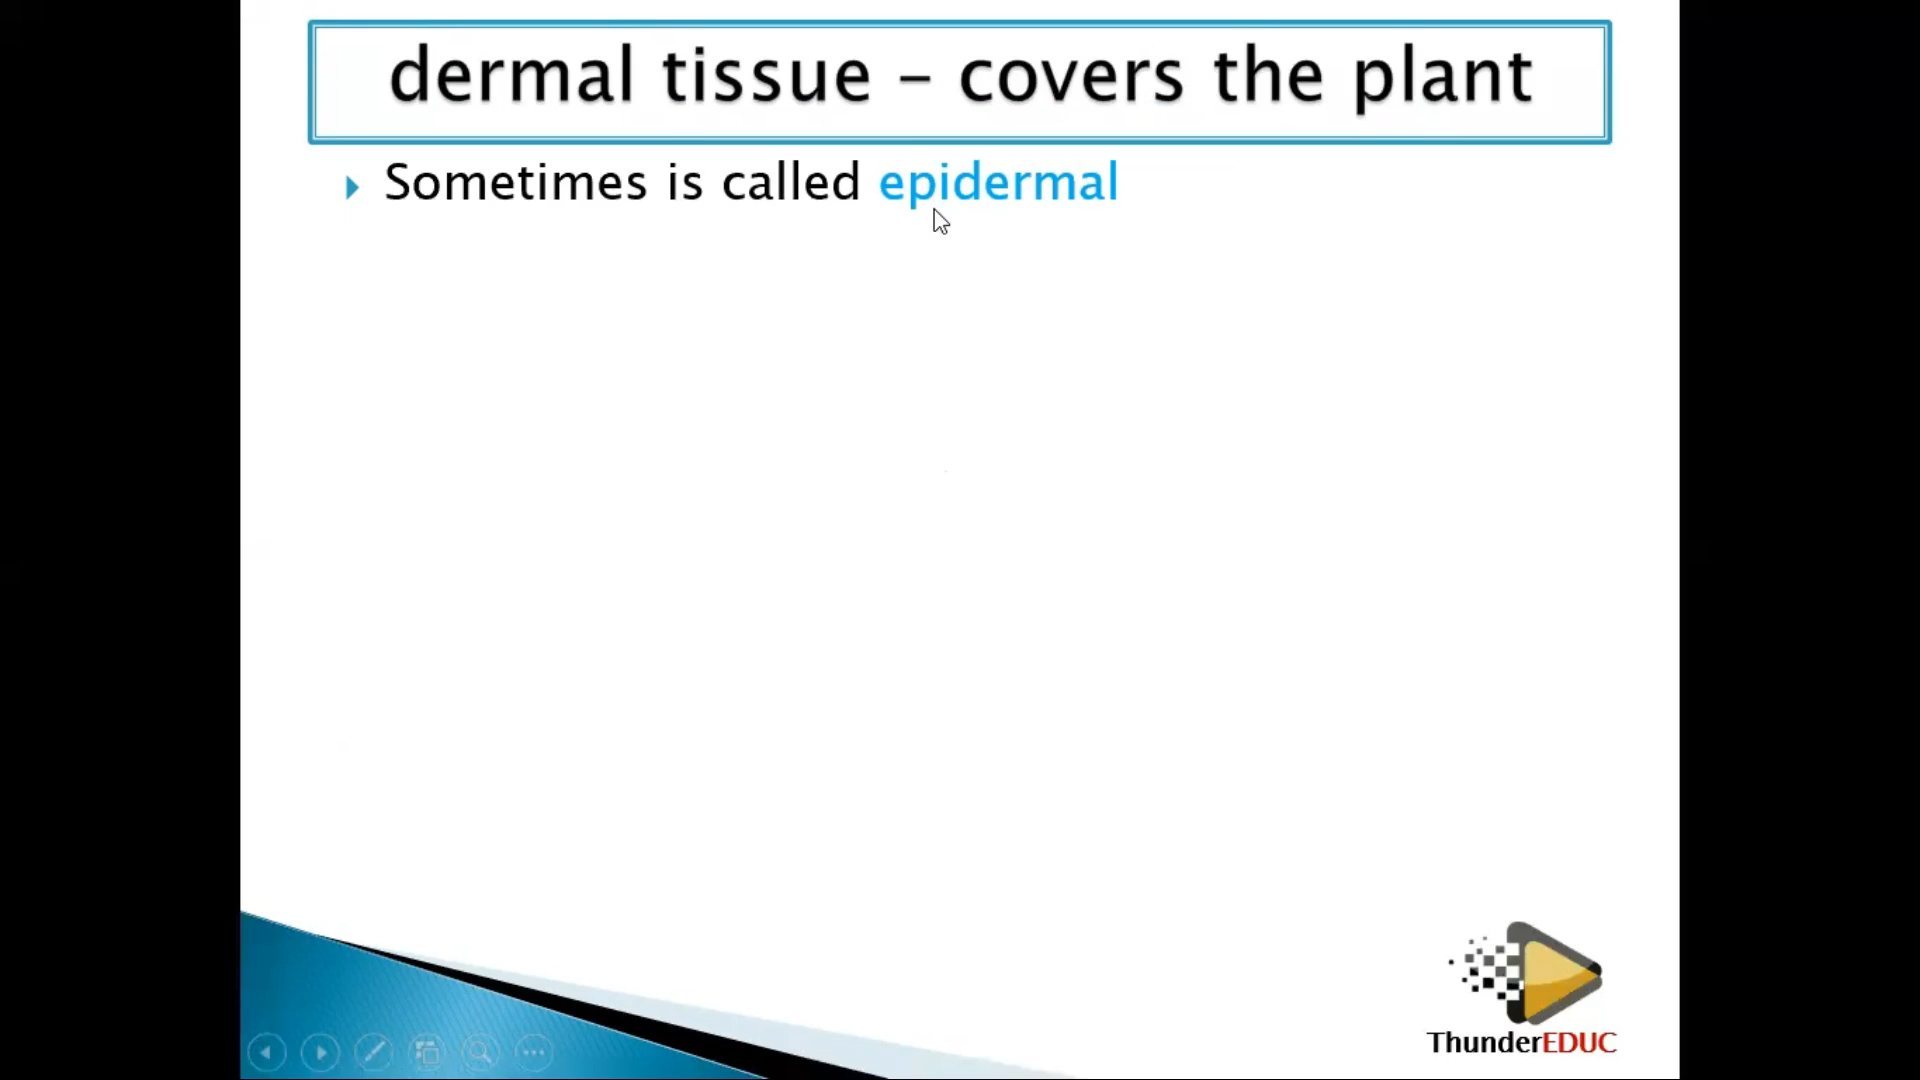 dermal tissue – covers the plant
Sometimes is called epidermal
ThunderEDUC